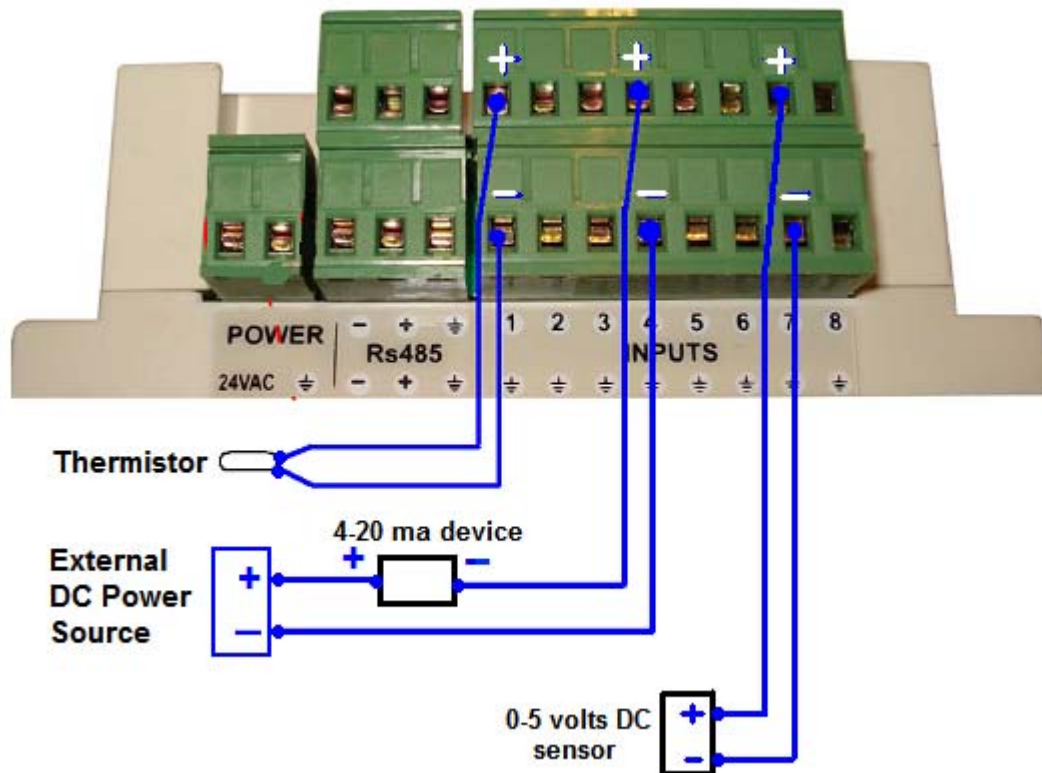 + + +
− − −
POWER − + ⏚ 1 2 3 4 5 6 7 8
Rs485 INPUTS
24VAC ⏚ − + ⏚ ⏚ ⏚ ⏚ ⏚ ⏚ ⏚ ⏚ ⏚
Thermistor
4-20 ma device
+ −
External
DC Power
Source
+
−
0-5 volts DC
sensor
+
−